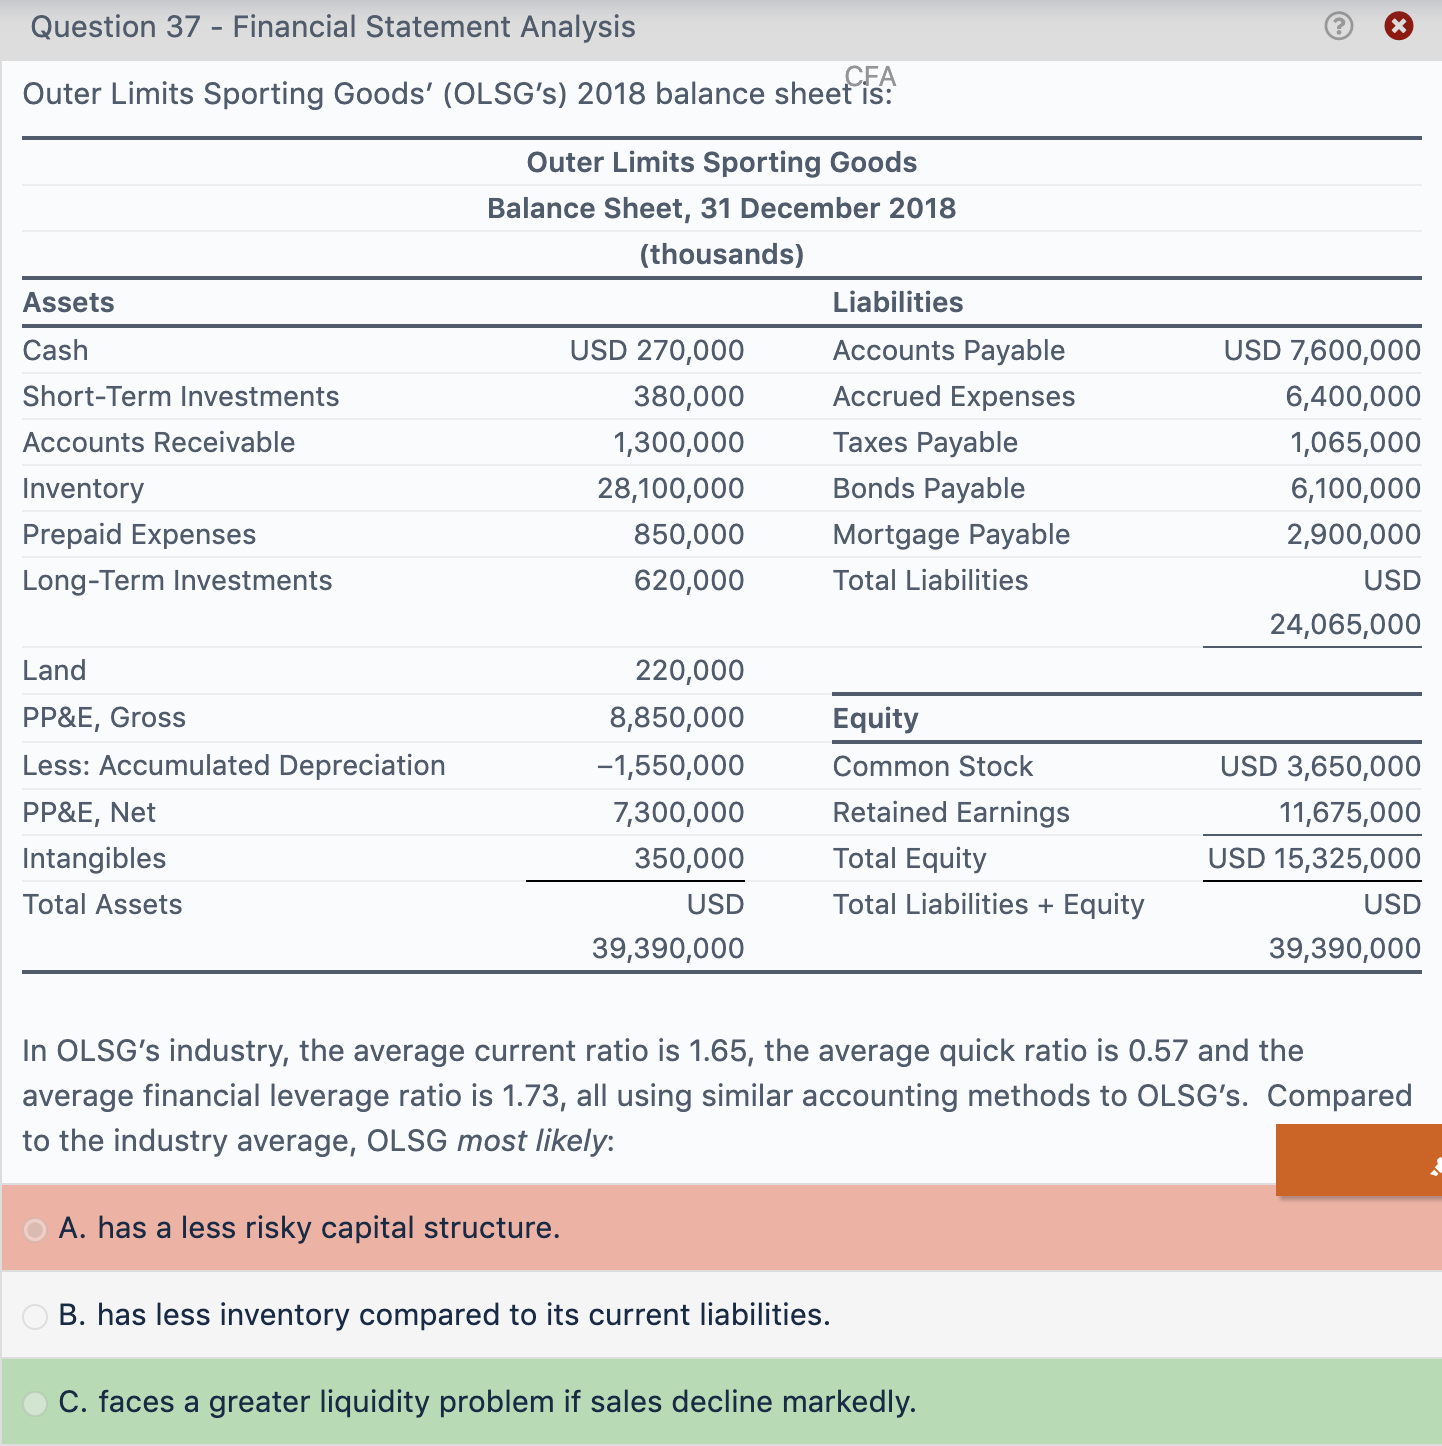 Question 37 - Financial Statement Analysis
CFA
Outer Limits Sporting Goods’ (OLSG’s) 2018 balance sheet is:
Outer Limits Sporting Goods
Balance Sheet, 31 December 2018
(thousands)
Assets Liabilities
Cash USD 270,000 Accounts Payable USD 7,600,000
Short-Term Investments 380,000 Accrued Expenses 6,400,000
Accounts Receivable 1,300,000 Taxes Payable 1,065,000
Inventory 28,100,000 Bonds Payable 6,100,000
Prepaid Expenses 850,000 Mortgage Payable 2,900,000
Long-Term Investments 620,000 Total Liabilities USD
24,065,000
Land 220,000
PP&E, Gross 8,850,000 Equity
Less: Accumulated Depreciation −1,550,000 Common Stock USD 3,650,000
PP&E, Net 7,300,000 Retained Earnings 11,675,000
Intangibles 350,000 Total Equity USD 15,325,000
Total Assets USD Total Liabilities + Equity USD
39,390,000 39,390,000
In OLSG’s industry, the average current ratio is 1.65, the average quick ratio is 0.57 and the
average financial leverage ratio is 1.73, all using similar accounting methods to OLSG’s. Compared
to the industry average, OLSG most likely:
A. has a less risky capital structure.
B. has less inventory compared to its current liabilities.
C. faces a greater liquidity problem if sales decline markedly.